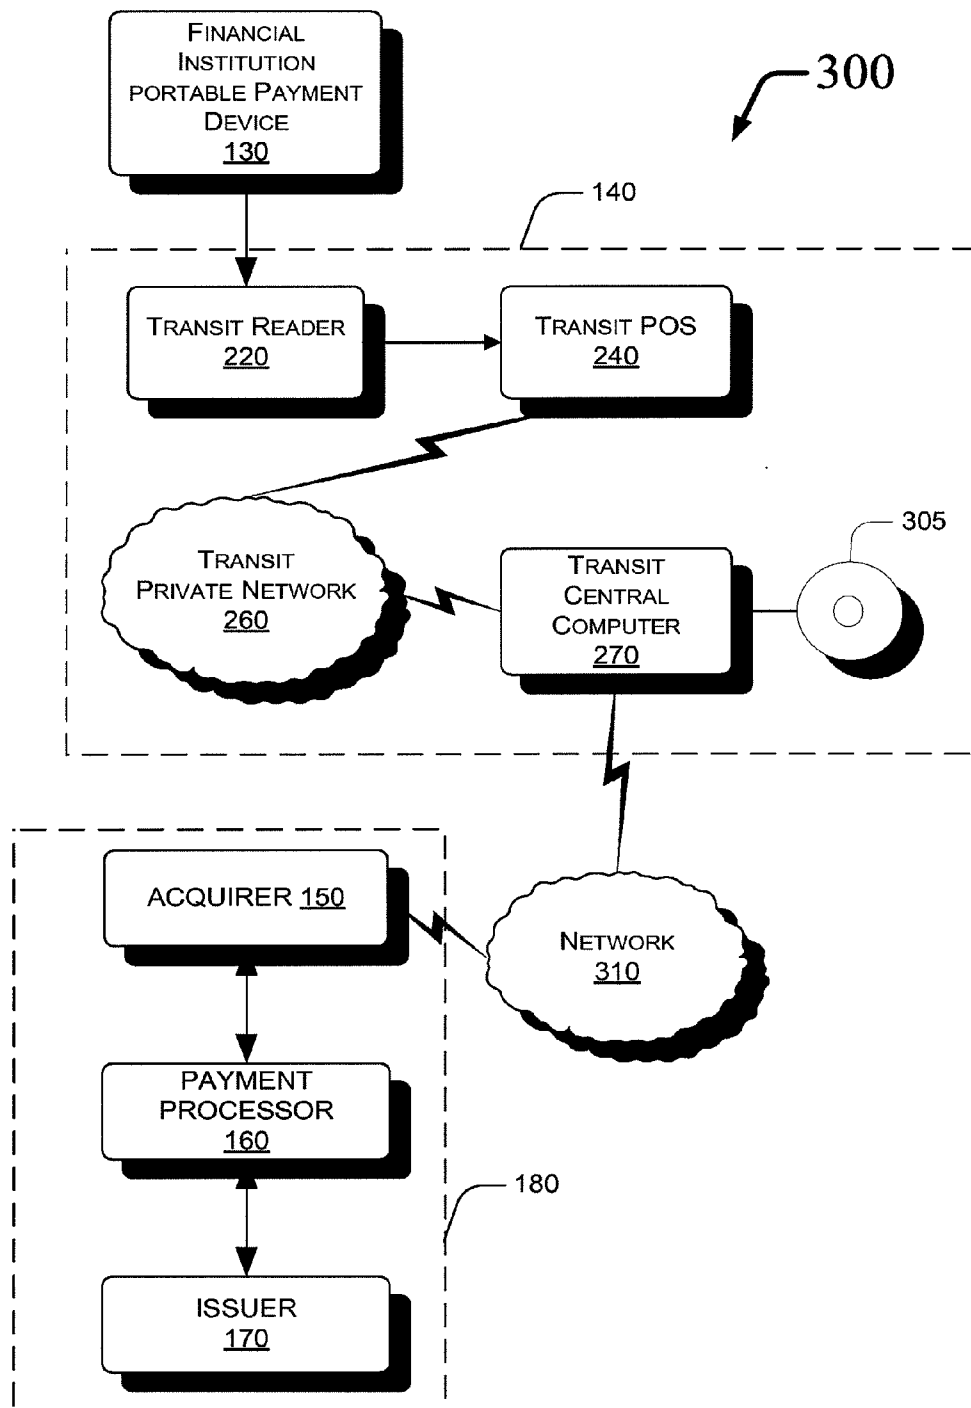 FINANCIAL
INSTITUTION
PORTABLE PAYMENT
DEVICE
130
300
140
TRANSIT READER
220
TRANSIT POS
240
TRANSIT
PRIVATE NETWORK
260
TRANSIT
CENTRAL
COMPUTER
270
305
ACQUIRER 150
NETWORK
310
PAYMENT
PROCESSOR
160
180
ISSUER
170